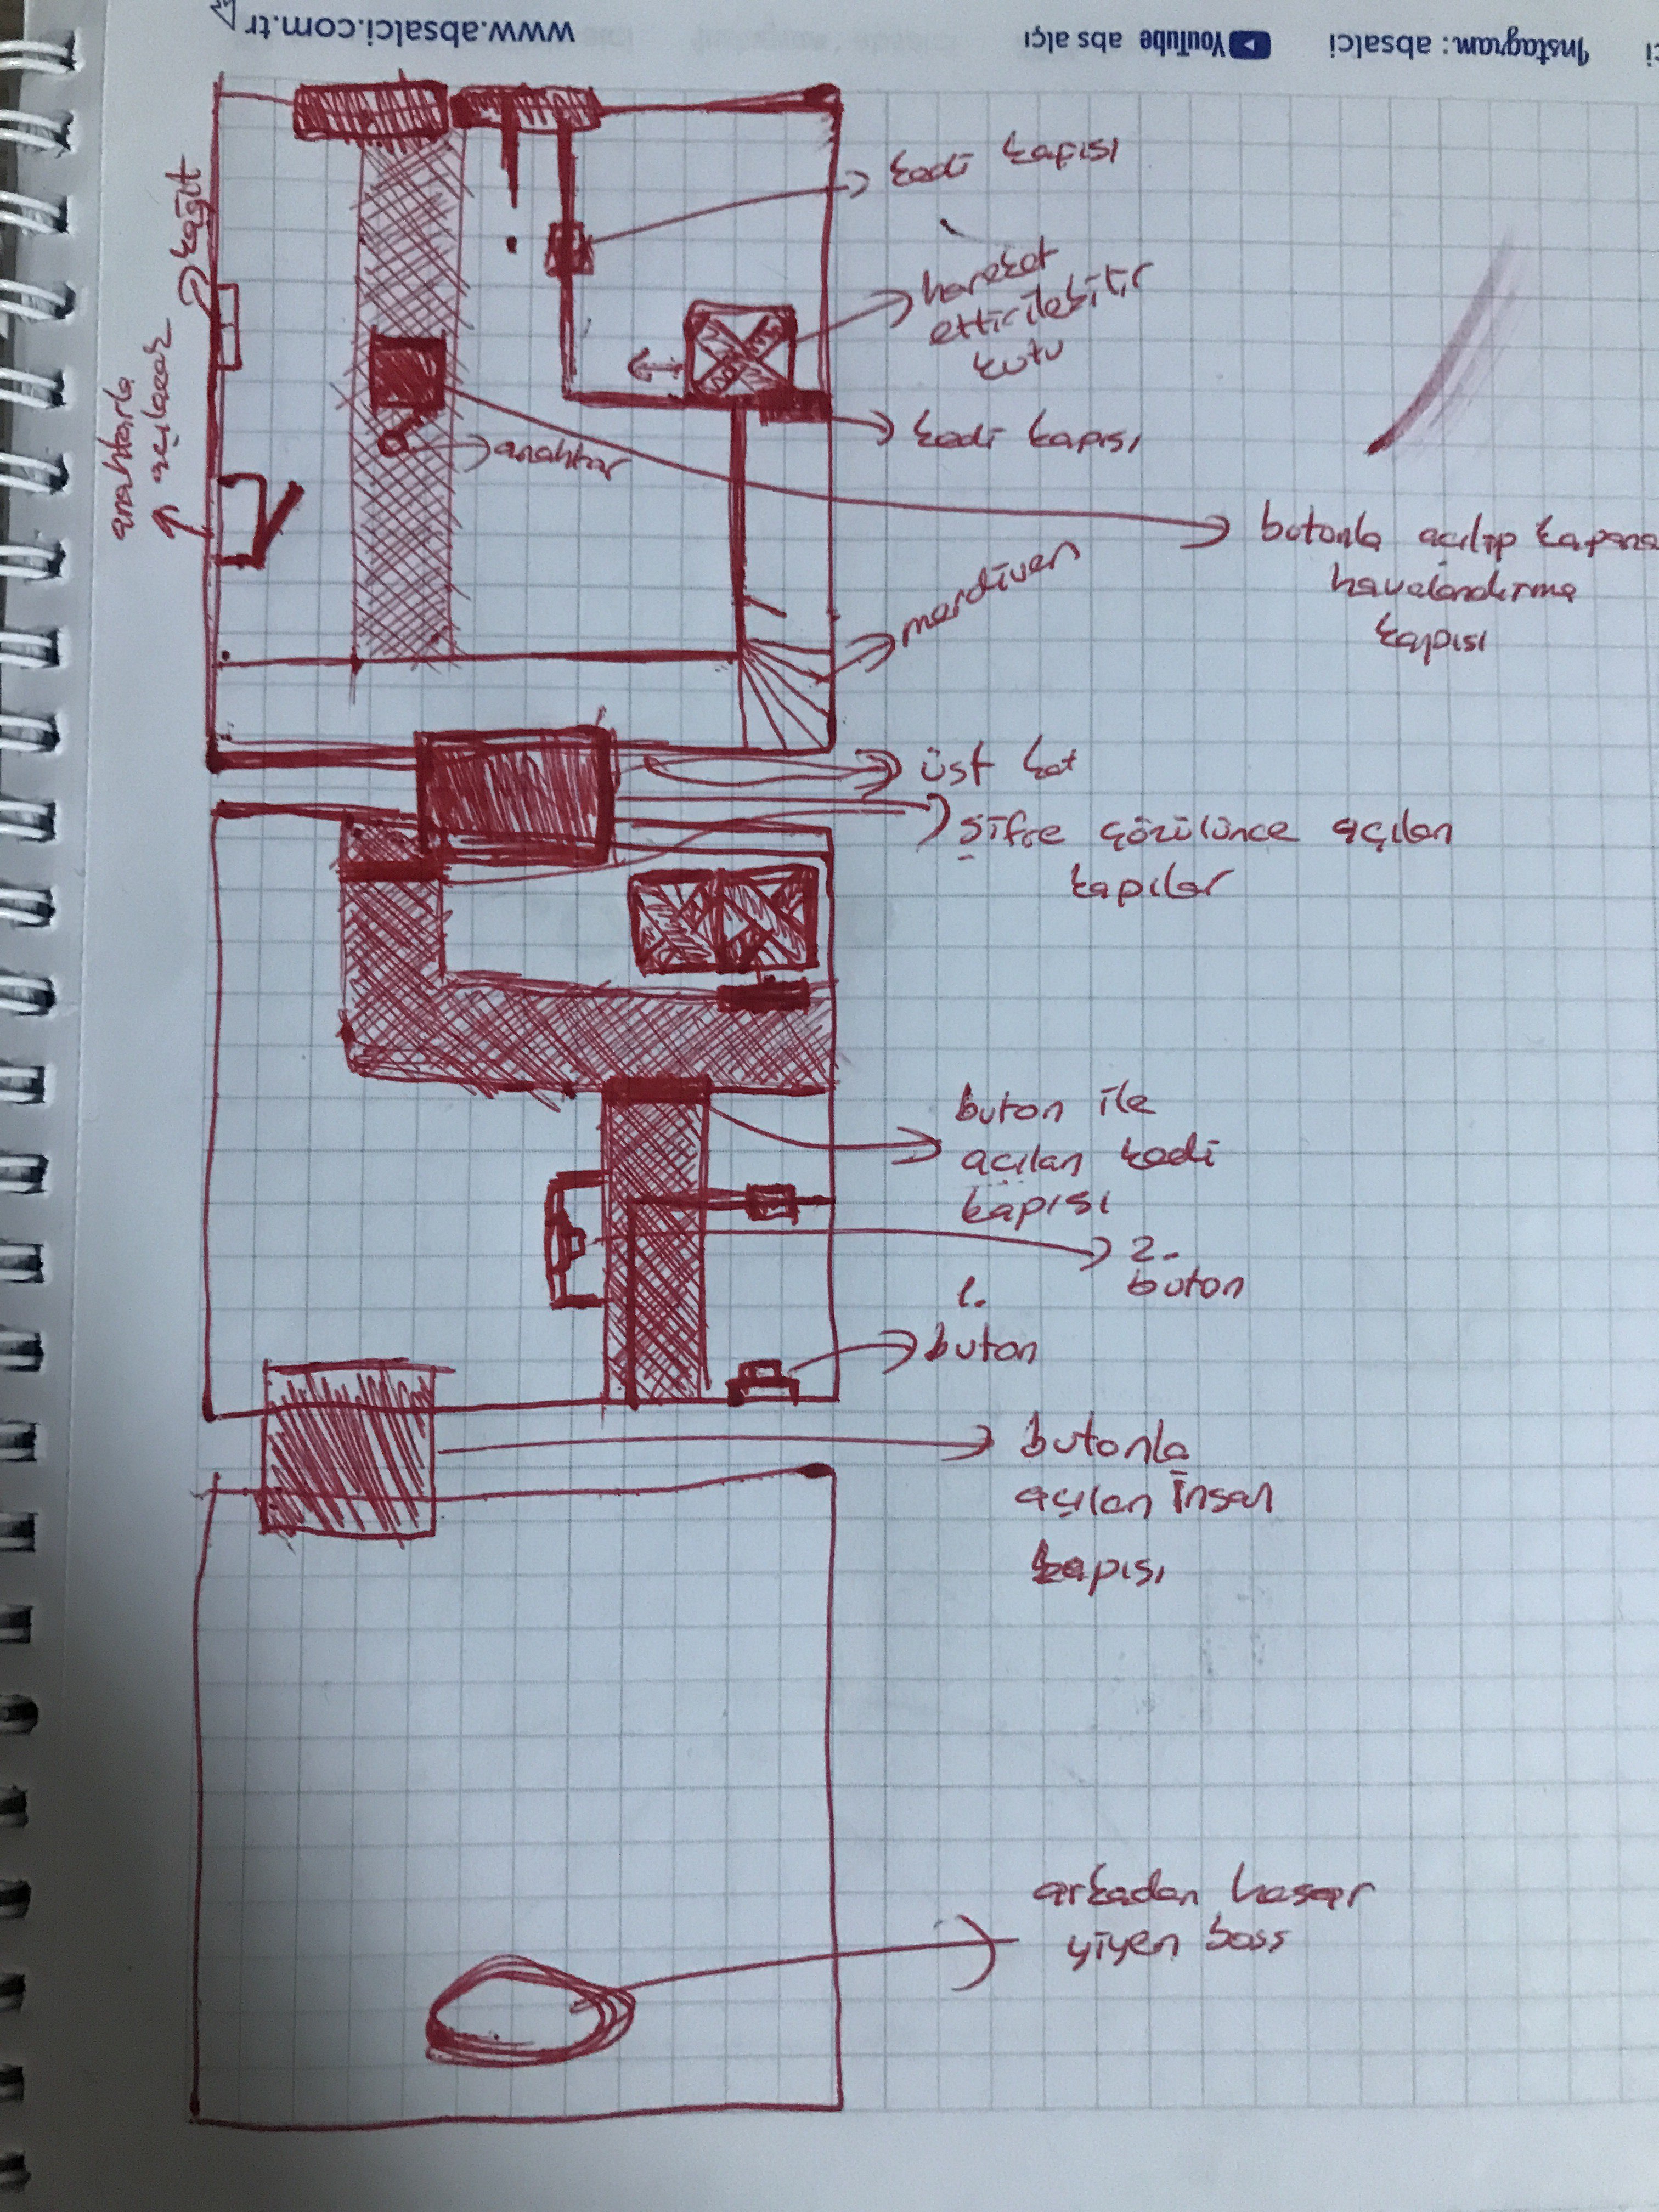 www.absalci.com.tr
YouTube abs alçı
Instagram: absalci
kedi kapısı
kağıt
hareket
ettirilebilir
kutu
anahtarla
açılacak
kedi kapısı
anahtar
butonla açılıp kapana
havalandırma
kapısı
merdiven
üst kat
şifre çözülünce açılan
kapılar
buton ile
açılan kedi
kapısı
2.
buton
1.
buton
butonla
açılan insan
kapısı
arkadan hasar
yiyen boss